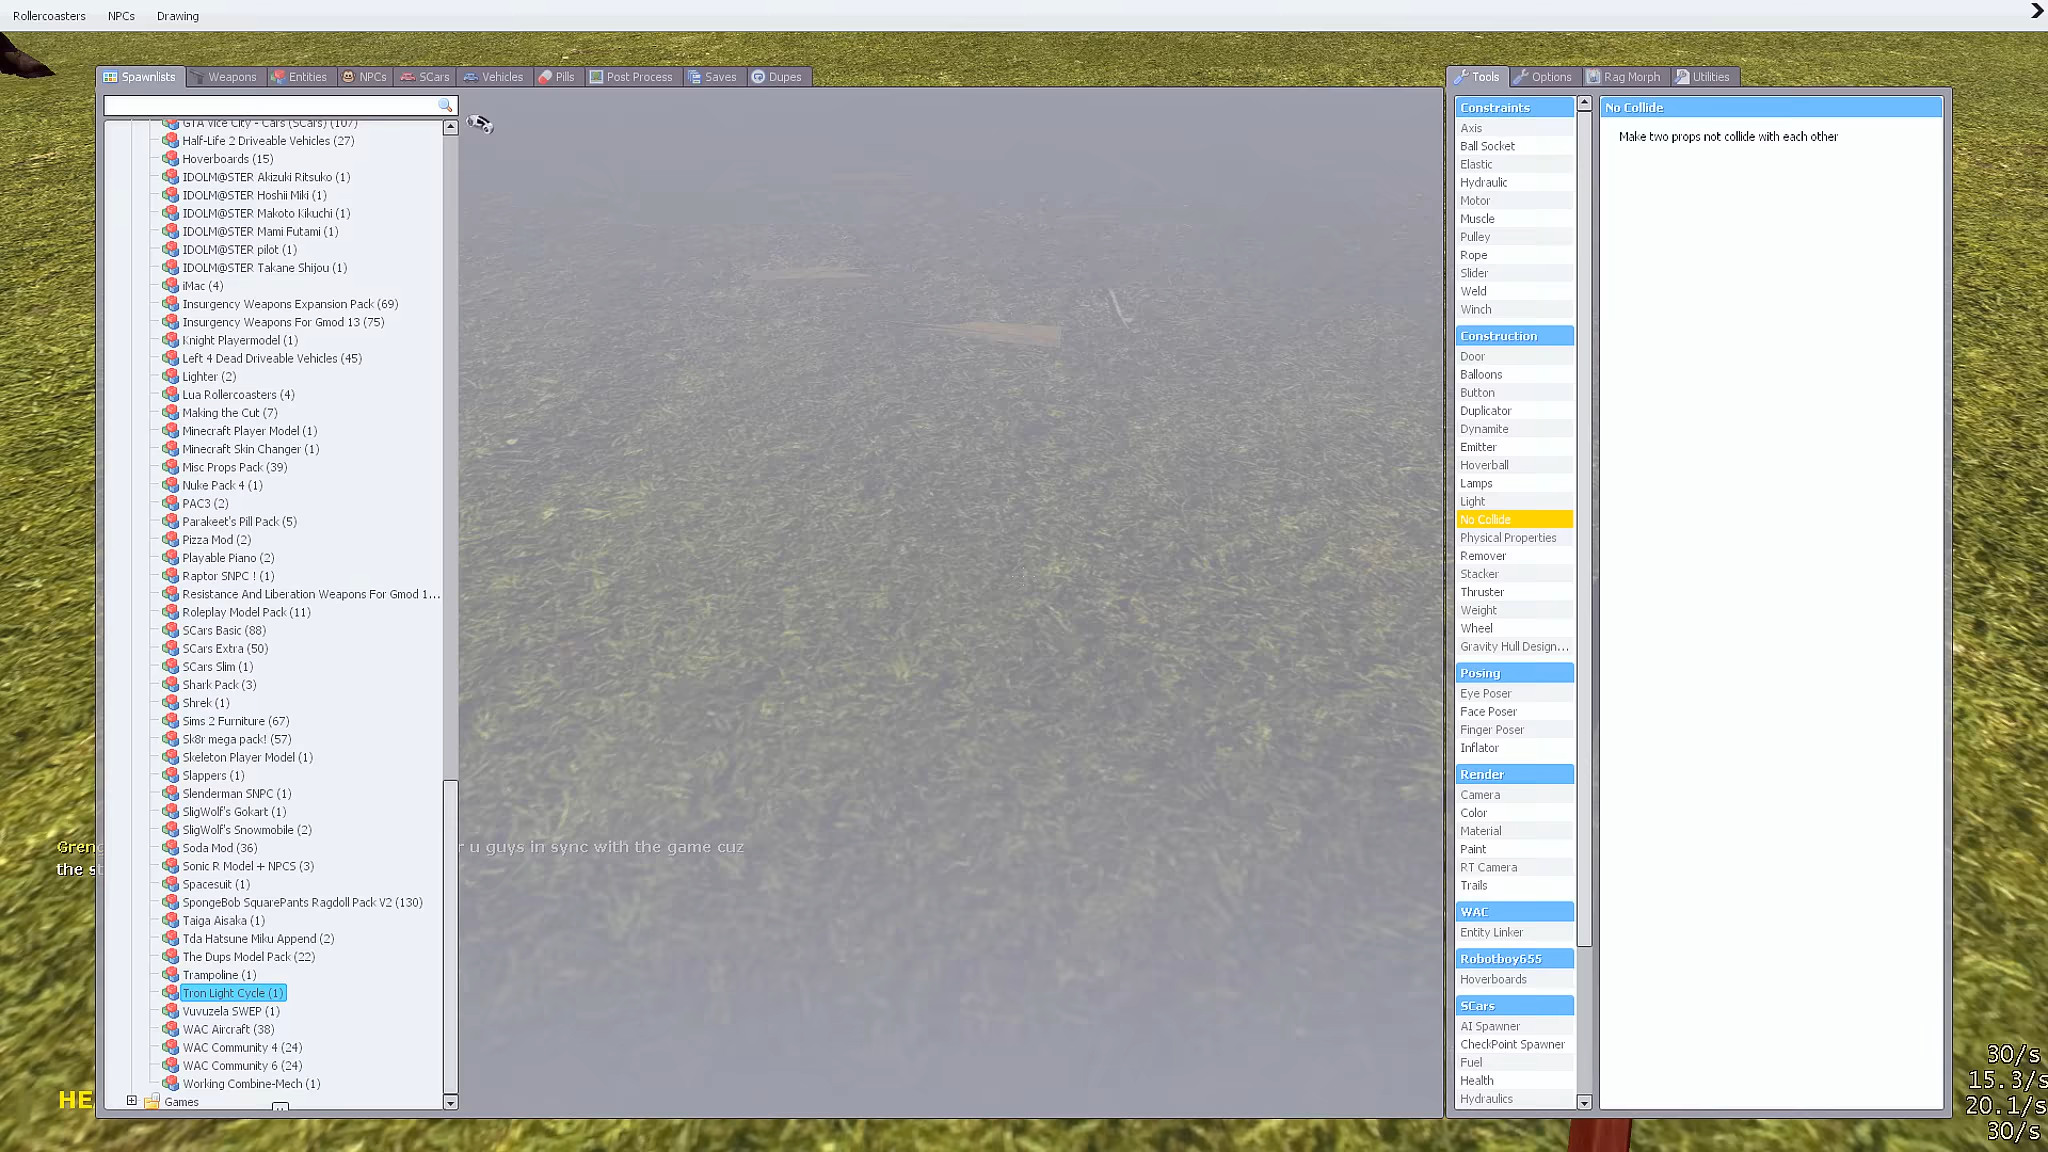 Rollercoasters NPCs Drawing
Spawnlists Weapons Entities NPCs SCars Vehicles Pills Post Process Saves Dupes
GTA Vice City - Cars (SCars) (107)
Half-Life 2 Driveable Vehicles (27)
Hoverboards (15)
IDOLM@STER Akizuki Ritsuko (1)
IDOLM@STER Hoshii Miki (1)
IDOLM@STER Makoto Kikuchi (1)
IDOLM@STER Mami Futami (1)
IDOLM@STER pilot (1)
IDOLM@STER Takane Shijou (1)
iMac (4)
Insurgency Weapons Expansion Pack (69)
Insurgency Weapons For Gmod 13 (75)
Knight Playermodel (1)
Left 4 Dead Driveable Vehicles (45)
Lighter (2)
Lua Rollercoasters (4)
Making the Cut (7)
Minecraft Player Model (1)
Minecraft Skin Changer (1)
Misc Props Pack (39)
Nuke Pack 4 (1)
PAC3 (2)
Parakeet's Pill Pack (5)
Pizza Mod (2)
Playable Piano (2)
Raptor SNPC ! (1)
Resistance And Liberation Weapons For Gmod 1...
Roleplay Model Pack (11)
SCars Basic (88)
SCars Extra (50)
SCars Slim (1)
Shark Pack (3)
Shrek (1)
Sims 2 Furniture (67)
Sk8r mega pack! (57)
Skeleton Player Model (1)
Slappers (1)
Slenderman SNPC (1)
SligWolf's Gokart (1)
SligWolf's Snowmobile (2)
Soda Mod (36)
Sonic R Model + NPCS (3)
Spacesuit (1)
SpongeBob SquarePants Ragdoll Pack V2 (130)
Taiga Aisaka (1)
Tda Hatsune Miku Append (2)
The Dups Model Pack (22)
Trampoline (1)
Tron Light Cycle (1)
Vuvuzela SWEP (1)
WAC Aircraft (38)
WAC Community 4 (24)
WAC Community 6 (24)
Working Combine-Mech (1)
Games
Gren
r u guys in sync with the game cuz
the s
HE
Tools Options Rag Morph Utilities
Constraints
Axis
Ball Socket
Elastic
Hydraulic
Motor
Muscle
Pulley
Rope
Slider
Weld
Winch
Construction
Door
Balloons
Button
Duplicator
Dynamite
Emitter
Hoverball
Lamps
Light
No Collide
Physical Properties
Remover
Stacker
Thruster
Weight
Wheel
Gravity Hull Design...
Posing
Eye Poser
Face Poser
Finger Poser
Inflator
Render
Camera
Color
Material
Paint
RT Camera
Trails
WAC
Entity Linker
Robotboy655
Hoverboards
SCars
AI Spawner
CheckPoint Spawner
Fuel
Health
Hydraulics
No Collide
Make two props not collide with each other
30/s
15.3/s
20.1/s
30/s